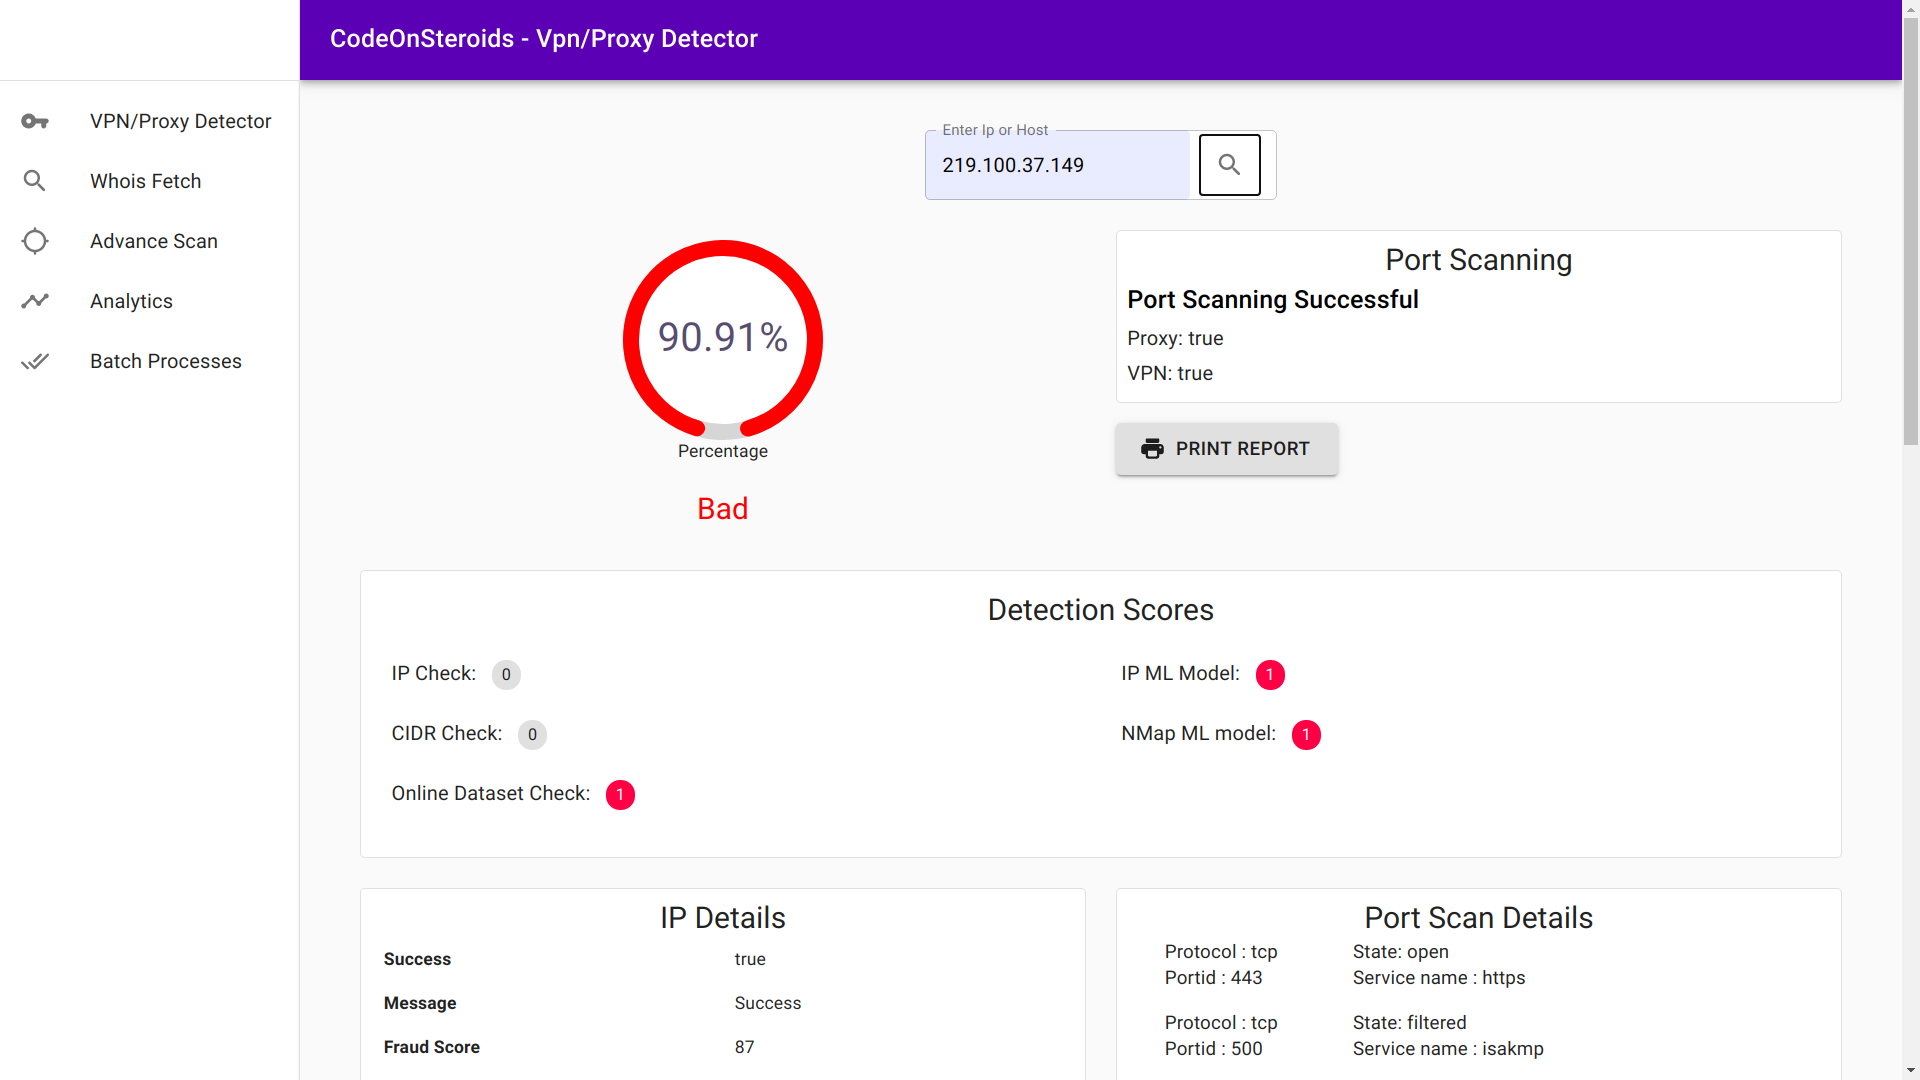 CodeOnSteroids - Vpn/Proxy Detector
VPN/Proxy Detector
Whois Fetch
Advance Scan
Analytics
Batch Processes
Enter Ip or Host
219.100.37.149
90.91%
Percentage
Bad
Port Scanning
Port Scanning Successful
Proxy: true
VPN: true
PRINT REPORT
Detection Scores
IP Check: 0
IP ML Model: 1
CIDR Check: 0
NMap ML model: 1
Online Dataset Check: 1
IP Details
Success true
Message Success
Fraud Score 87
Port Scan Details
Protocol : tcp State: open
Portid : 443 Service name : https
Protocol : tcp State: filtered
Portid : 500 Service name : isakmp